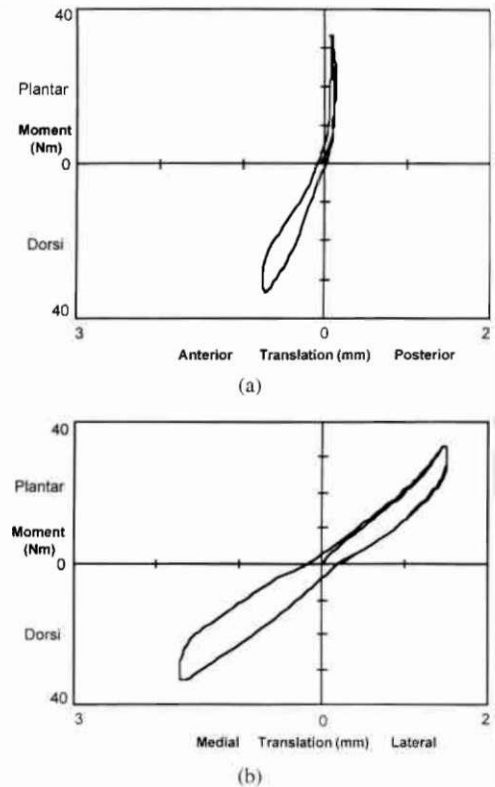 40
Plantar
Moment
(Nm)
0
Dorsi
40
3 0 2
Anterior Translation (mm) Posterior
(a)
40
Plantar
Moment
(Nm)
0
Dorsi
40
3 0 2
Medial Translation (mm) Lateral
(b)